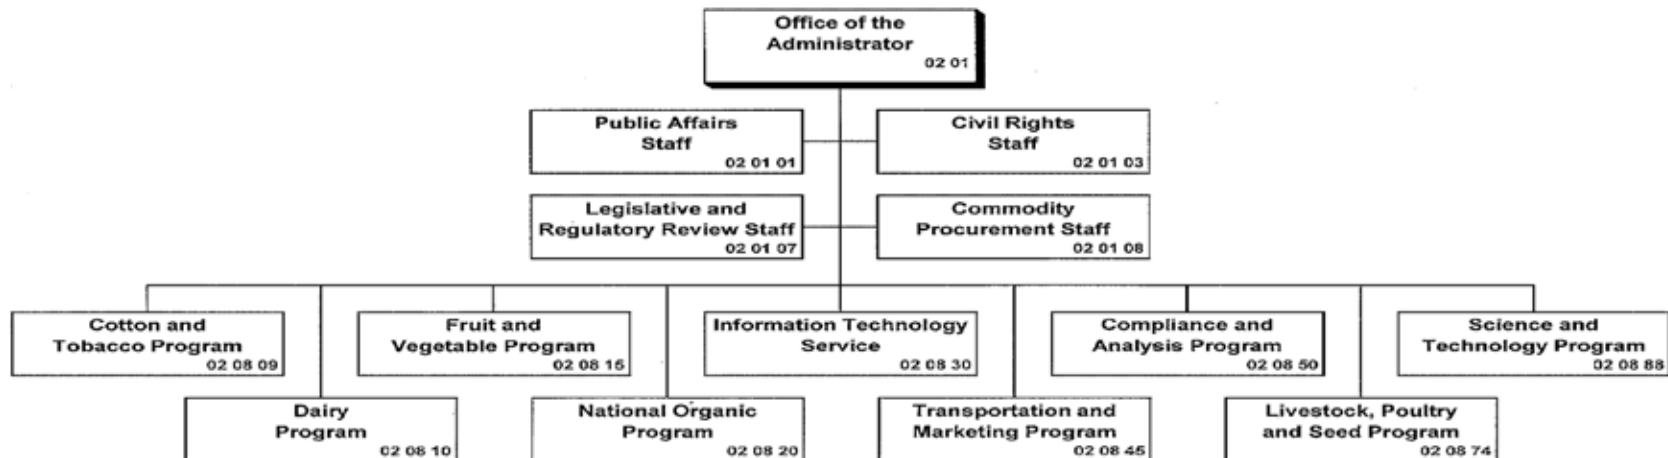 Office of the
Administrator
02 01
Public Affairs
Staff
02 01 01
Civil Rights
Staff
02 01 03
Legislative and
Regulatory Review Staff
02 01 07
Commodity
Procurement Staff
02 01 08
Cotton and
Tobacco Program
02 08 09
Fruit and
Vegetable Program
02 08 15
Information Technology
Service
02 08 30
Compliance and
Analysis Program
02 08 50
Science and
Technology Program
02 08 88
Dairy
Program
02 08 10
National Organic
Program
02 08 20
Transportation and
Marketing Program
02 08 45
Livestock, Poultry
and Seed Program
02 08 74